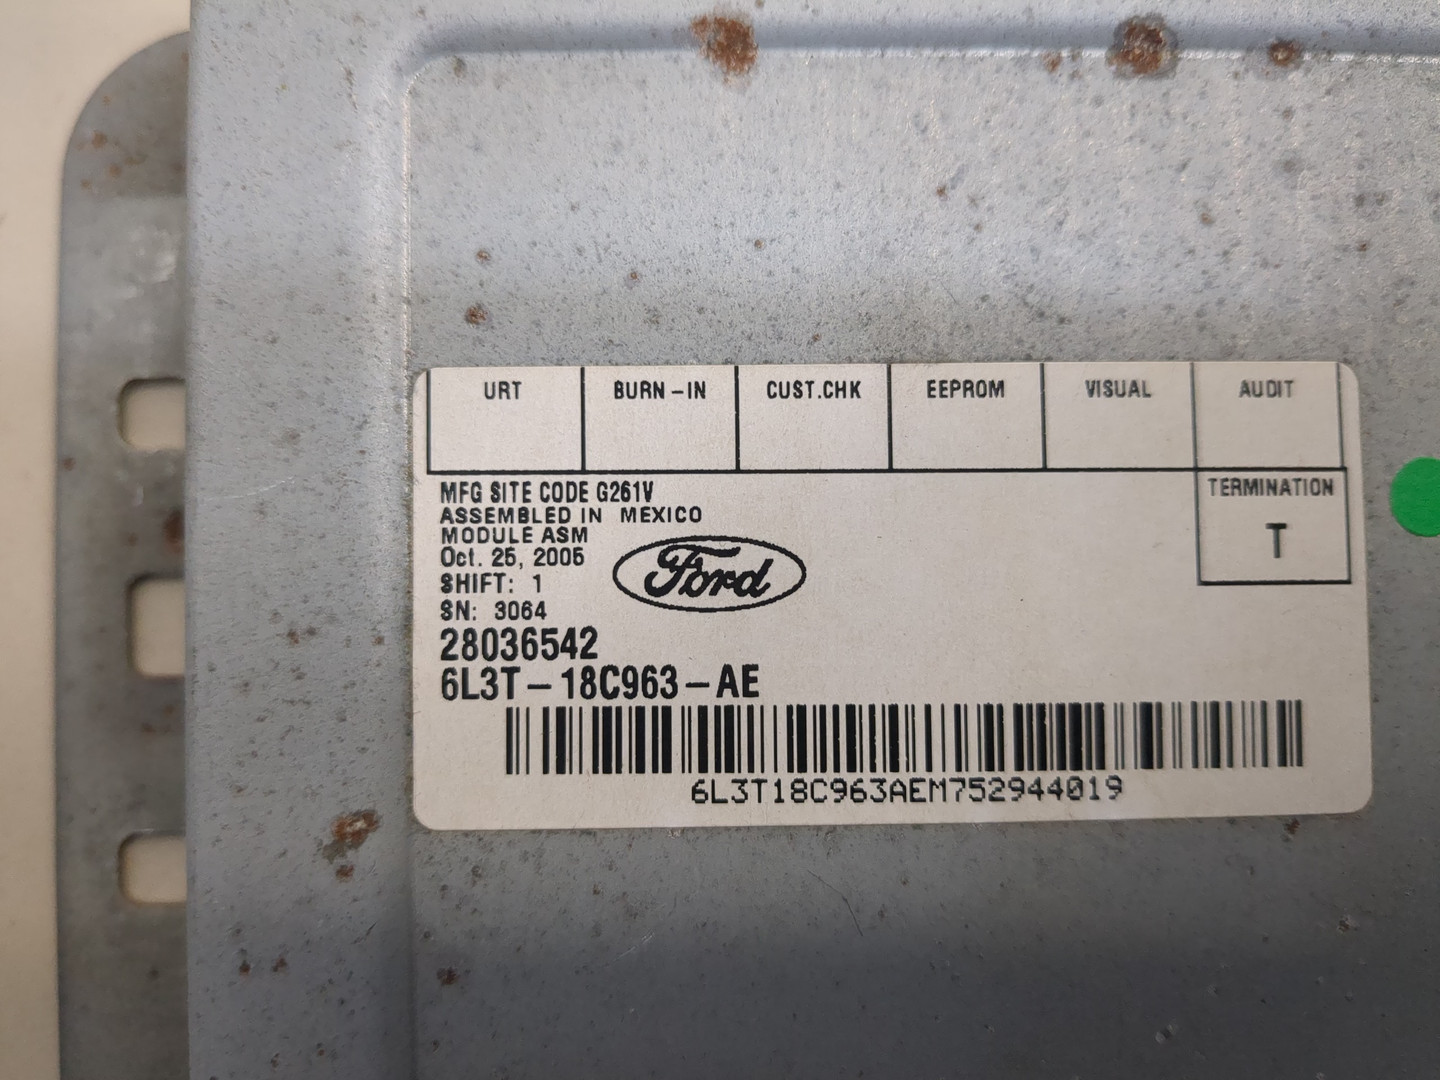 URT BURN-IN CUST.CHK EEPROM VISUAL AUDIT
TERMINATION
T
MFG SITE CODE G261V
ASSEMBLED IN MEXICO
MODULE ASM
Oct. 25, 2005
SHIFT: 1
SN: 3064
Ford
28036542
6L3T-18C963-AE
6L3T18C963AEM752944019